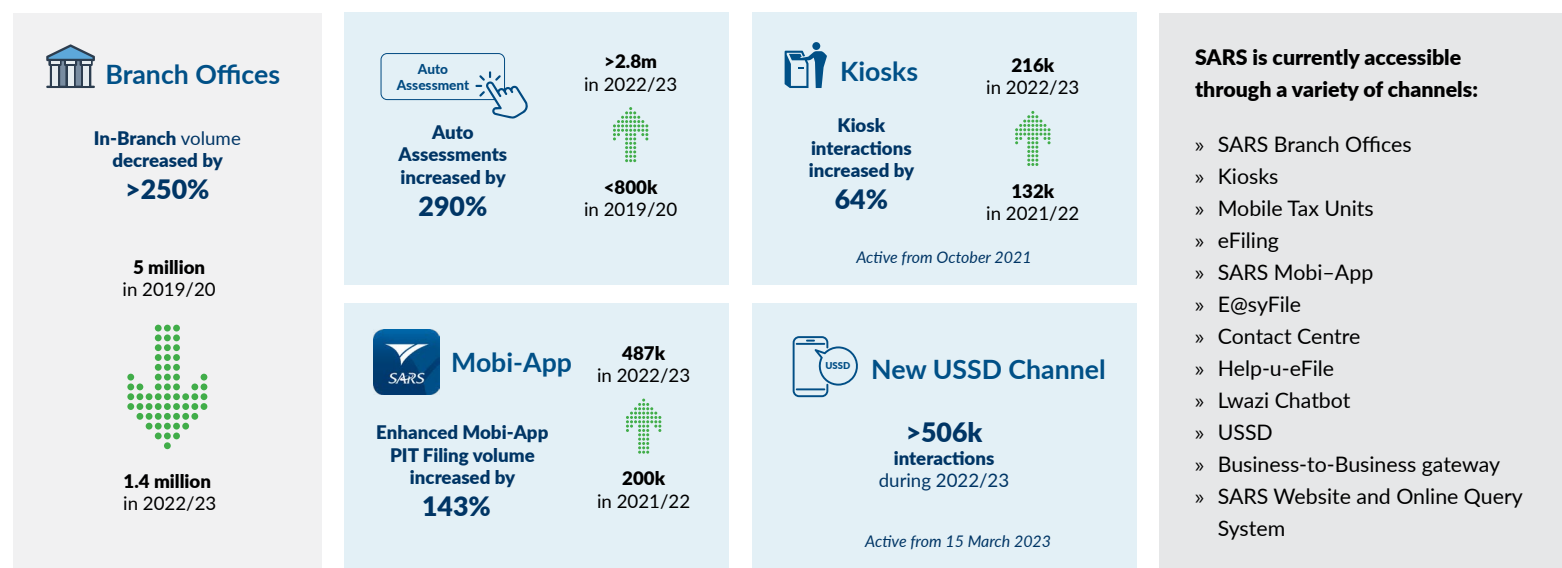 Branch Offices
In-Branch volume
decreased by
>250%
5 million
in 2019/20
1.4 million
in 2022/23
Auto
Assessment
Auto
Assessments
increased by
290%
>2.8m
in 2022/23
<800k
in 2019/20
Kiosks
Kiosk
interactions
increased by
64%
216k
in 2022/23
132k
in 2021/22
Active from October 2021
SARS
Mobi-App
Enhanced Mobi-App
PIT Filing volume
increased by
143%
487k
in 2022/23
200k
in 2021/22
USSD
New USSD Channel
>506k
interactions
during 2022/23
Active from 15 March 2023
SARS is currently accessible
through a variety of channels:
» SARS Branch Offices
» Kiosks
» Mobile Tax Units
» eFiling
» SARS Mobi–App
» E@syFile
» Contact Centre
» Help-u-eFile
» Lwazi Chatbot
» USSD
» Business-to-Business gateway
» SARS Website and Online Query
System